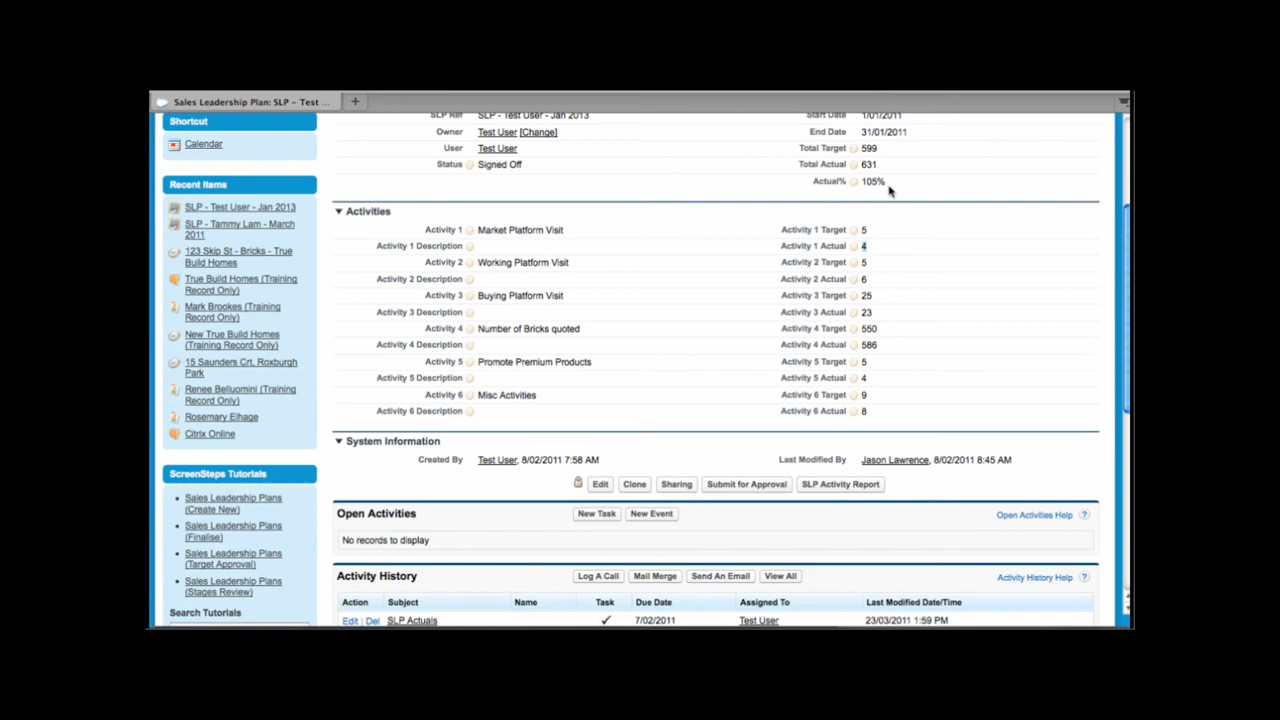 Sales Leadership Plan: SLP – Test ...
+
Shortcut
Calendar
Recent Items
SLP - Test User - Jan 2013
SLP - Tammy Lam - March
2011
123 Skip St - Bricks - True
Build Homes
True Build Homes (Training
Record Only)
Mark Brookes (Training
Record Only)
New True Build Homes
(Training Record Only)
15 Saunders Crt, Roxburgh
Park
Renee Belluomini (Training
Record Only)
Rosemary Elhage
Citrix Online
ScreenSteps Tutorials
Sales Leadership Plans
(Create New)
Sales Leadership Plans
(Finalise)
Sales Leadership Plans
(Target Approval)
Sales Leadership Plans
(Stages Review)
Search Tutorials
SLP Ref SLP - Test User - Jan 2013 Start Date 1/01/2011
Owner Test User [Change] End Date 31/01/2011
User Test User Total Target 599
Status Signed Off Total Actual 631
Actual% 105%
Activities
Activity 1 Market Platform Visit Activity 1 Target 5
Activity 1 Description Activity 1 Actual 4
Activity 2 Working Platform Visit Activity 2 Target 5
Activity 2 Description Activity 2 Actual 6
Activity 3 Buying Platform Visit Activity 3 Target 25
Activity 3 Description Activity 3 Actual 23
Activity 4 Number of Bricks quoted Activity 4 Target 550
Activity 4 Description Activity 4 Actual 586
Activity 5 Promote Premium Products Activity 5 Target 5
Activity 5 Description Activity 5 Actual 4
Activity 6 Misc Activities Activity 6 Target 9
Activity 6 Description Activity 6 Actual 8
System Information
Created By Test User, 8/02/2011 7:58 AM Last Modified By Jason Lawrence, 8/02/2011 8:45 AM
Edit Clone Sharing Submit for Approval SLP Activity Report
Open Activities New Task New Event Open Activities Help ?
No records to display
Activity History Log A Call Mail Merge Send An Email View All Activity History Help ?
Action Subject Name Task Due Date Assigned To Last Modified Date/Time
Edit | Del SLP Actuals ✓ 7/02/2011 Test User 23/03/2011 1:59 PM